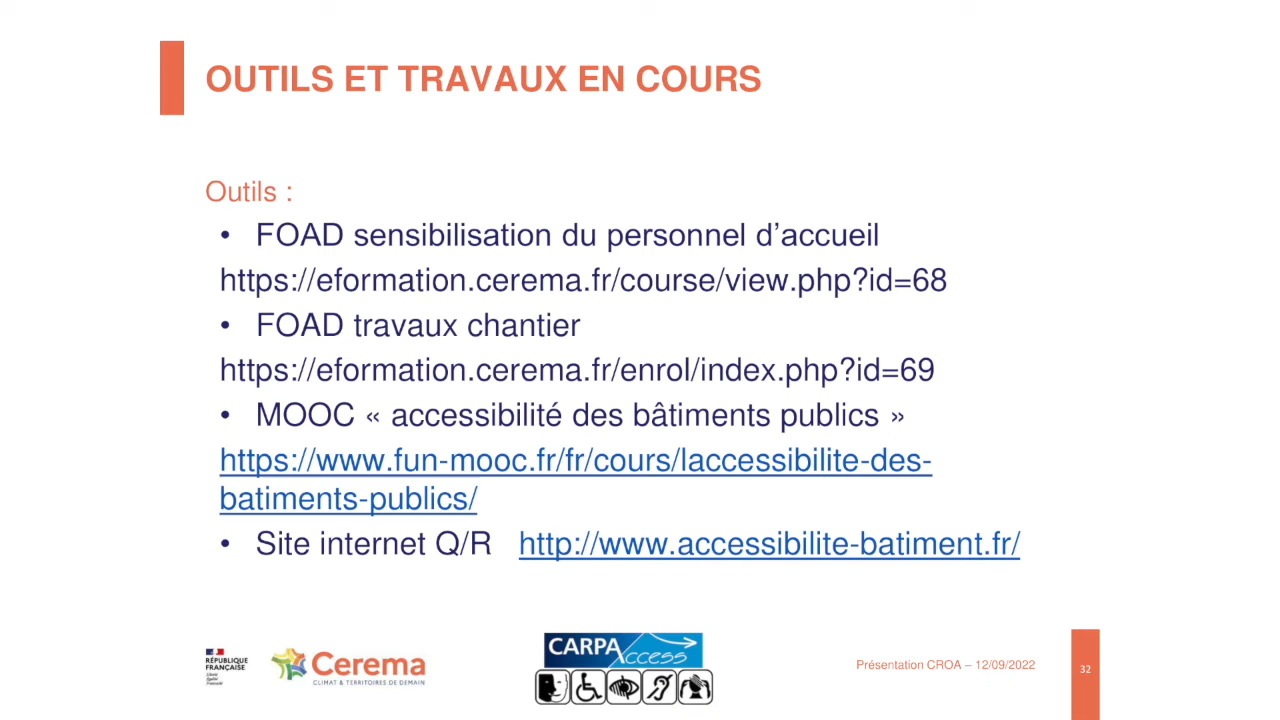 OUTILS ET TRAVAUX EN COURS
Outils :
• FOAD sensibilisation du personnel d’accueil
https://eformation.cerema.fr/course/view.php?id=68
• FOAD travaux chantier
https://eformation.cerema.fr/enrol/index.php?id=69
• MOOC « accessibilité des bâtiments publics »
https://www.fun-mooc.fr/fr/cours/laccessibilite-des-
batiments-publics/
• Site internet Q/R http://www.accessibilite-batiment.fr/
RÉPUBLIQUE
FRANÇAISE
Liberté
Égalité
Fraternité
Cerema
CLIMAT & TERRITOIRES DE DEMAIN
CARPA
Access
Présentation CROA – 12/09/2022
32